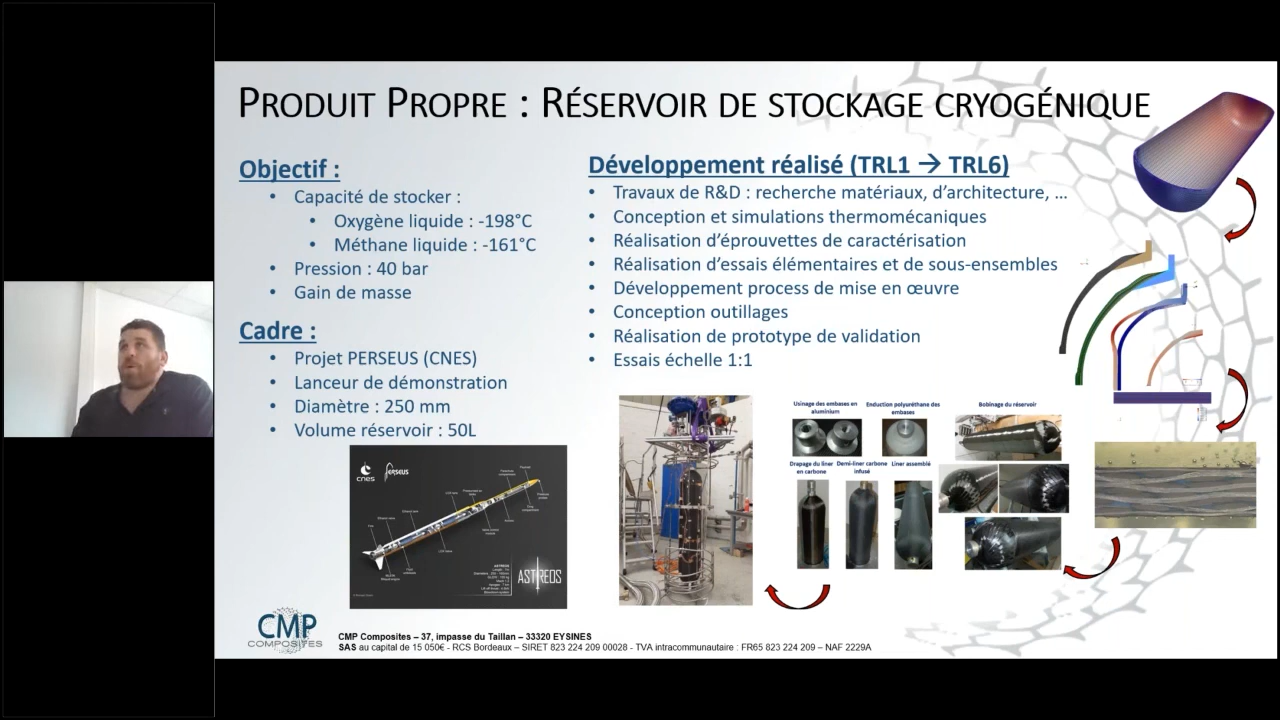 PRODUIT PROPRE : RÉSERVOIR DE STOCKAGE CRYOGÉNIQUE
Objectif :
• Capacité de stocker :
• Oxygène liquide : -198°C
• Méthane liquide : -161°C
• Pression : 40 bar
• Gain de masse
Cadre :
• Projet PERSEUS (CNES)
• Lanceur de démonstration
• Diamètre : 250 mm
• Volume réservoir : 50L
Développement réalisé (TRL1 → TRL6)
• Travaux de R&D : recherche matériaux, d’architecture, …
• Conception et simulations thermomécaniques
• Réalisation d’éprouvettes de caractérisation
• Réalisation d’essais élémentaires et de sous-ensembles
• Développement process de mise en œuvre
• Conception outillages
• Réalisation de prototype de validation
• Essais échelle 1:1
cnes PERSEUS
ASTREOS
ASTREOS
Usinage des embases en
aluminium
Enduction polyuréthane des
embases
Bobinage du réservoir
Drapage du liner
en carbone
Demi-liner carbone
infusé
Liner assemblé
CMP
COMPOSITES
CMP Composites – 37, impasse du Taillan – 33320 EYSINES
SAS au capital de 15 050€ - RCS Bordeaux – SIRET 823 224 209 00028 - TVA intracommunautaire : FR65 823 224 209 – NAF 2229A